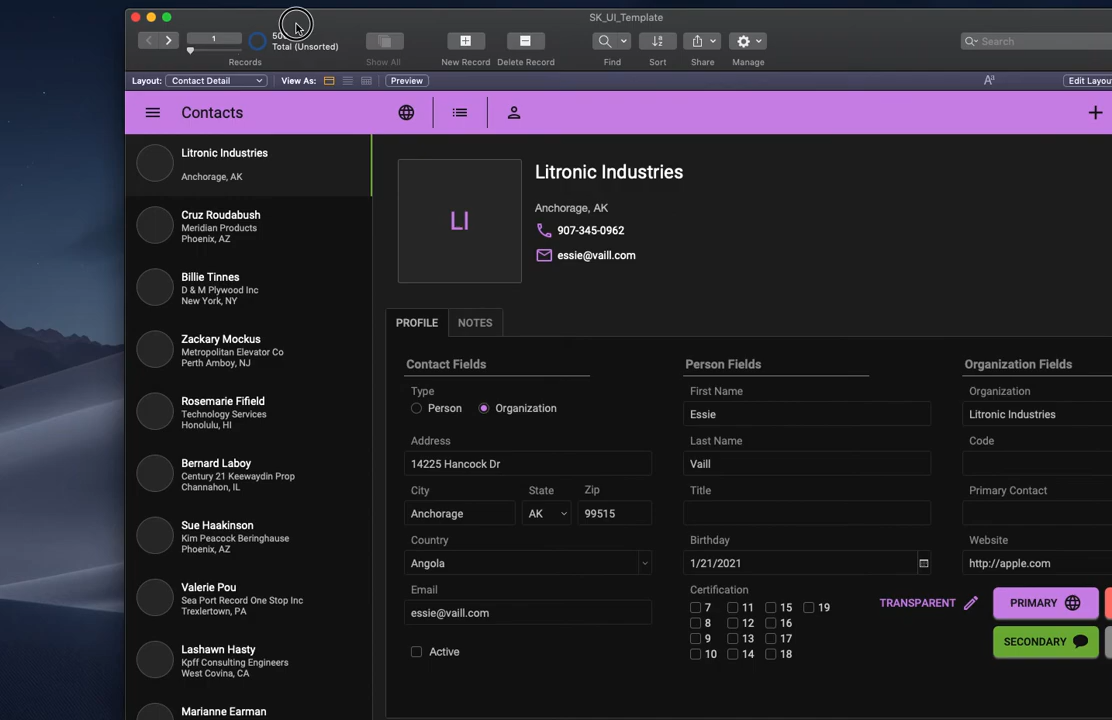 SK_UI_Template
1
Total (Unsorted)
Records
Show All
New Record
Delete Record
Find
Sort
Share
Manage
Search
Layout:
Contact Detail
View As:
Preview
Aª
Edit Layou
Contacts
Litronic Industries
Anchorage, AK
Cruz Roudabush
Meridian Products
Phoenix, AZ
Billie Tinnes
D & M Plywood Inc
New York, NY
Zackary Mockus
Metropolitan Elevator Co
Perth Amboy, NJ
Rosemarie Fifield
Technology Services
Honolulu, HI
Bernard Laboy
Century 21 Keewaydin Prop
Channahon, IL
Sue Haakinson
Kim Peacock Beringhause
Phoenix, AZ
Valerie Pou
Sea Port Record One Stop Inc
Trexlertown, PA
Lashawn Hasty
Kpff Consulting Engineers
West Covina, CA
Marianne Earman
LI
Litronic Industries
Anchorage, AK
907-345-0962
essie@vaill.com
PROFILE
NOTES
Contact Fields
Type
Person
Organization
Address
14225 Hancock Dr
City
State
Zip
Anchorage
AK
99515
Country
Angola
Email
essie@vaill.com
Active
Person Fields
First Name
Essie
Last Name
Vaill
Title
Birthday
1/21/2021
Certification
7 11 15 19
8 12 16
9 13 17
10 14 18
Organization Fields
Organization
Litronic Industries
Code
Primary Contact
Website
http://apple.com
TRANSPARENT
PRIMARY
SECONDARY